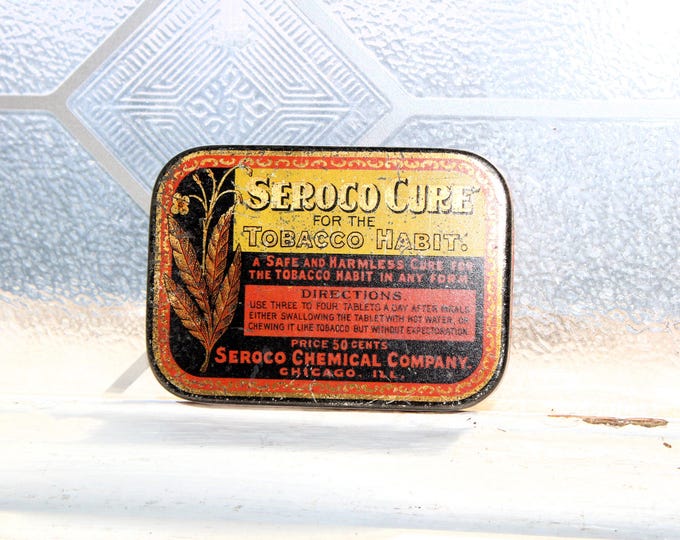 SEROCO CURE
FOR THE
TOBACCO HABIT.
A SAFE AND HARMLESS CURE FOR
THE TOBACCO HABIT IN ANY FORM
DIRECTIONS.
USE THREE TO FOUR TABLETS A DAY AFTER MEALS
EITHER SWALLOWING THE TABLET WITH HOT WATER, OR
CHEWING IT LIKE TOBACCO BUT WITHOUT EXPECTORATION
PRICE 50 CENTS
SEROCO CHEMICAL COMPANY
CHICAGO. ILL.